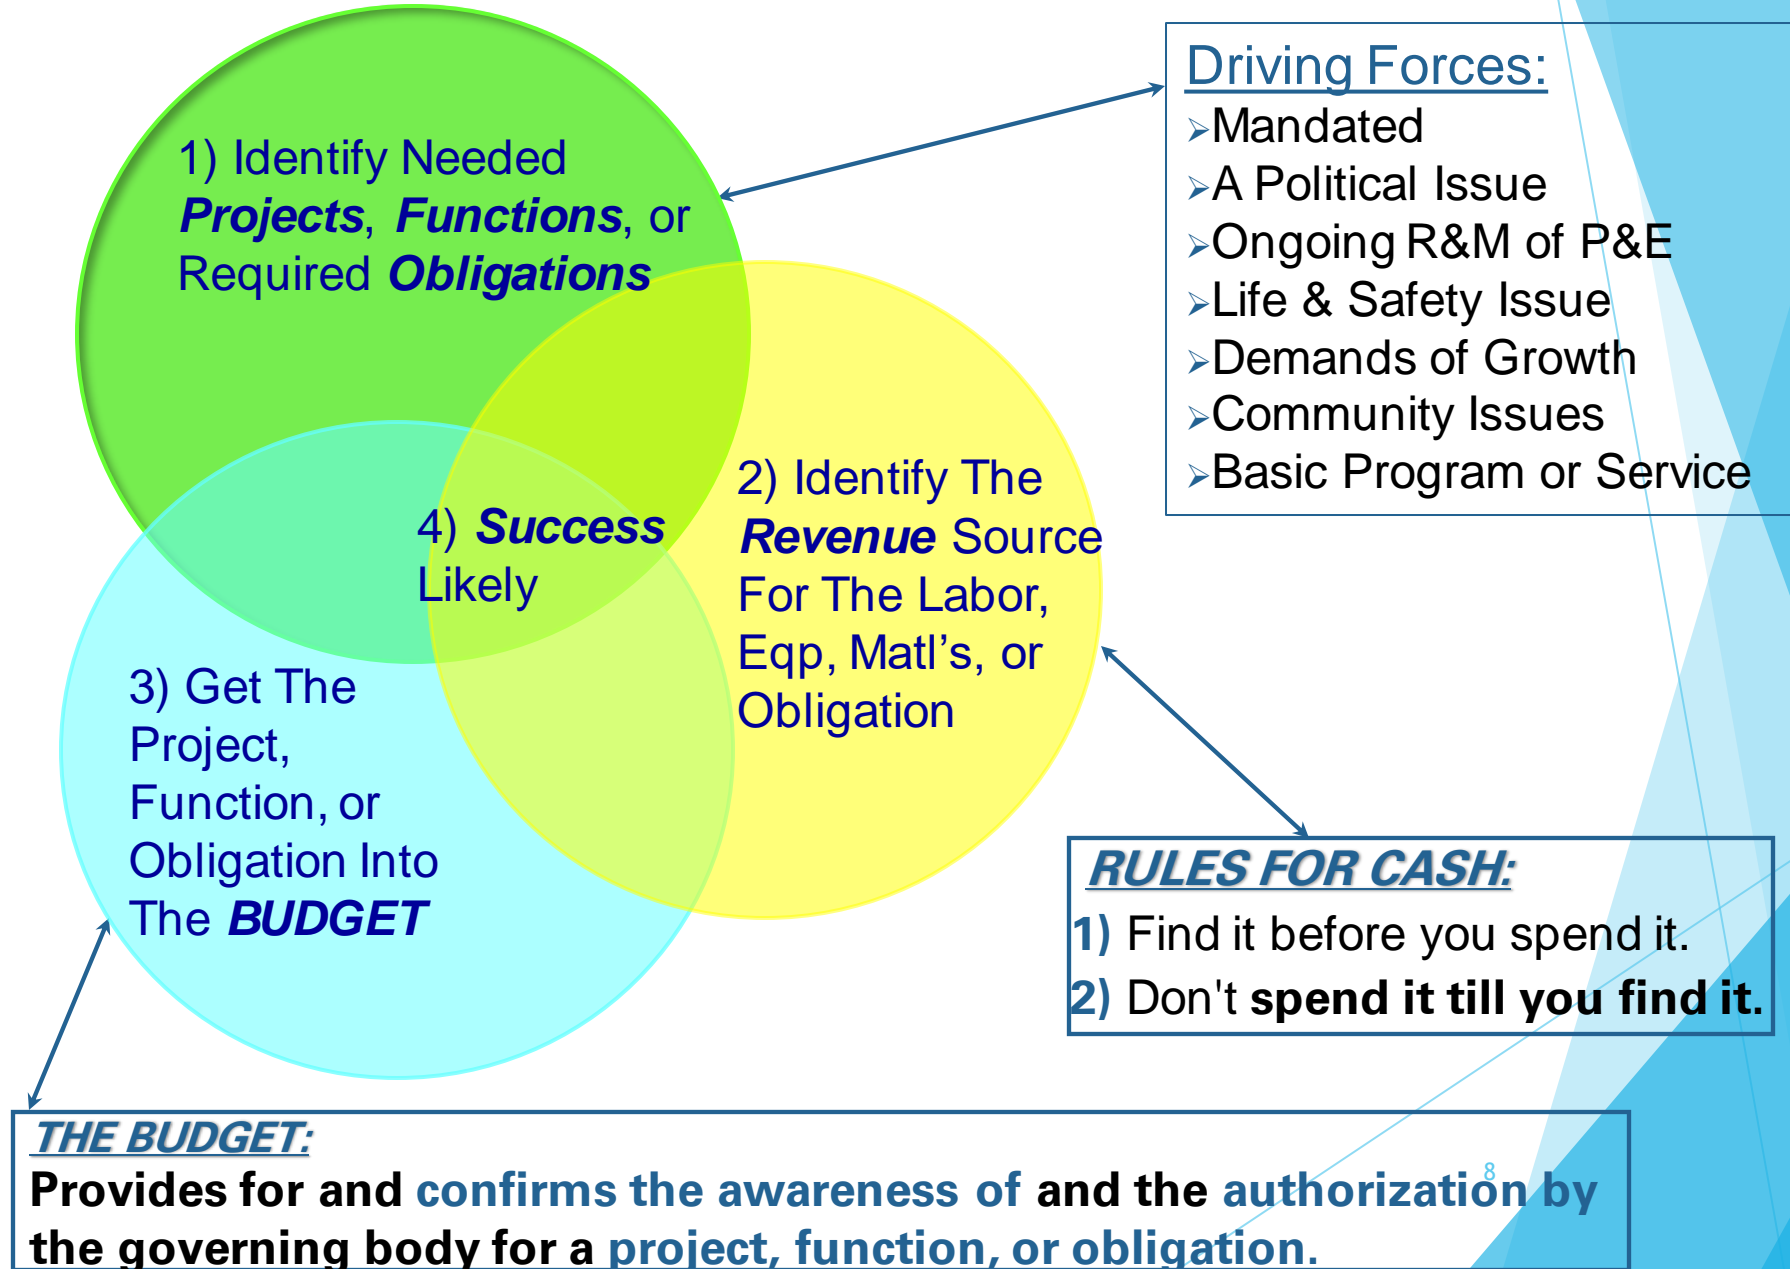 1) Identify Needed
Projects, Functions, or
Required Obligations
2) Identify The
Revenue Source
For The Labor,
Eqp, Matl’s, or
Obligation
4) Success
Likely
3) Get The
Project,
Function, or
Obligation Into
The BUDGET
Driving Forces:
➢Mandated
➢A Political Issue
➢Ongoing R&M of P&E
➢Life & Safety Issue
➢Demands of Growth
➢Community Issues
➢Basic Program or Service
RULES FOR CASH:
1) Find it before you spend it.
2) Don't spend it till you find it.
THE BUDGET:
Provides for and confirms the awareness of and the authorization by
the governing body for a project, function, or obligation.
8